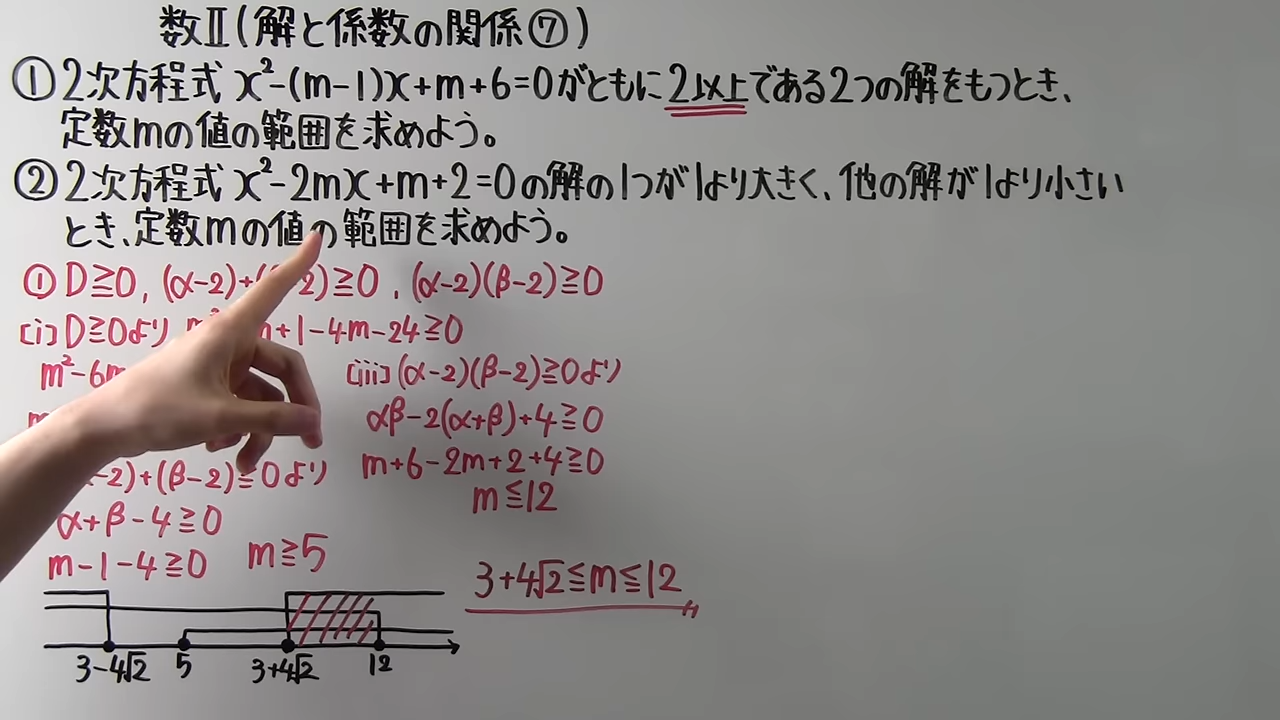 数Ⅱ(解と係数の関係⑦)
①2次方程式 x²-(m-1)x+m+6=0がともに2以上である2つの解をもつとき、
定数mの値の範囲を求めよう。
②2次方程式 x²-2mx+m+2=0の解の1つが1より大きく、他の解が1より小さい
とき、定数mの値の範囲を求めよう。
① D≧0, (α-2)+( 2)≧0, (α-2)(β-2)≧0
[i] D≧0より +1-4m-24≧0
m²-6m
-2)+(β-2)≧0より
α+β-4≧0
m-1-4≧0 m≧5
[iii] (α-2)(β-2)≧0より
αβ-2(α+β)+4≧0
m+6-2m+2+4≧0
m≦12
3+4√2≦m≦12
3-4√2 5 3+4√2 12